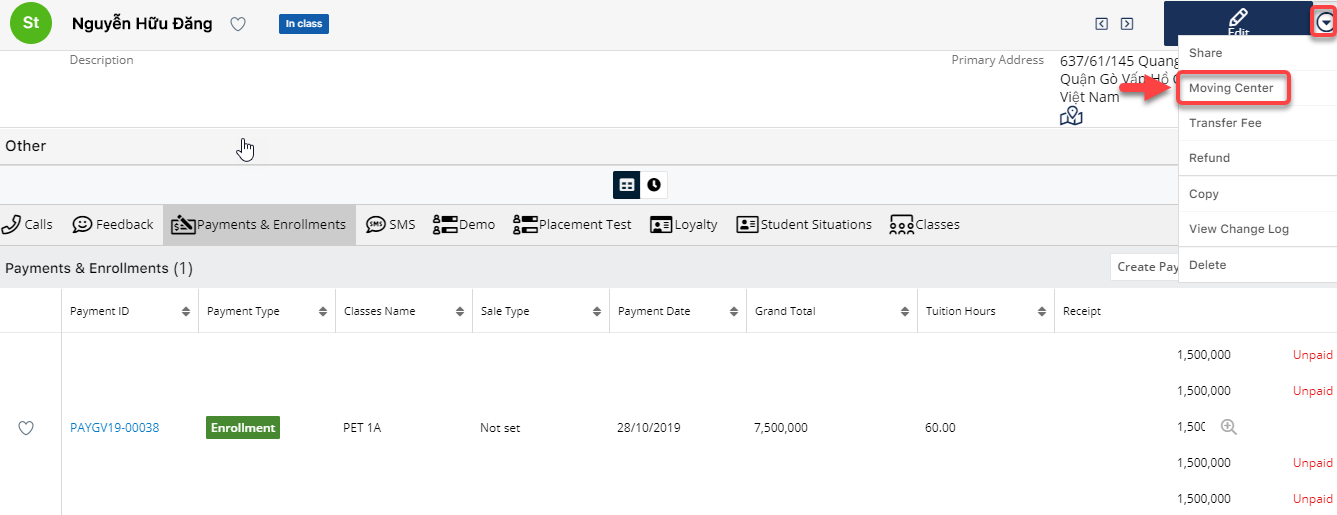 St
Nguyễn Hữu Đăng
In class
Edit
Share
Moving Center
Transfer Fee
Refund
Copy
View Change Log
Delete
Description
Primary Address
637/61/145 Quang
Quận Gò Vấp Hồ
Việt Nam
Other
Calls
Feedback
Payments & Enrollments
SMS
Demo
Placement Test
Loyalty
Student Situations
Classes
Payments & Enrollments (1)
Create Pay
Payment ID
Payment Type
Classes Name
Sale Type
Payment Date
Grand Total
Tuition Hours
Receipt
1,500,000 Unpaid
1,500,000 Unpaid
PAYGV19-00038
Enrollment
PET 1A
Not set
28/10/2019
7,500,000
60.00
1,500
1,500,000 Unpaid
1,500,000 Unpaid